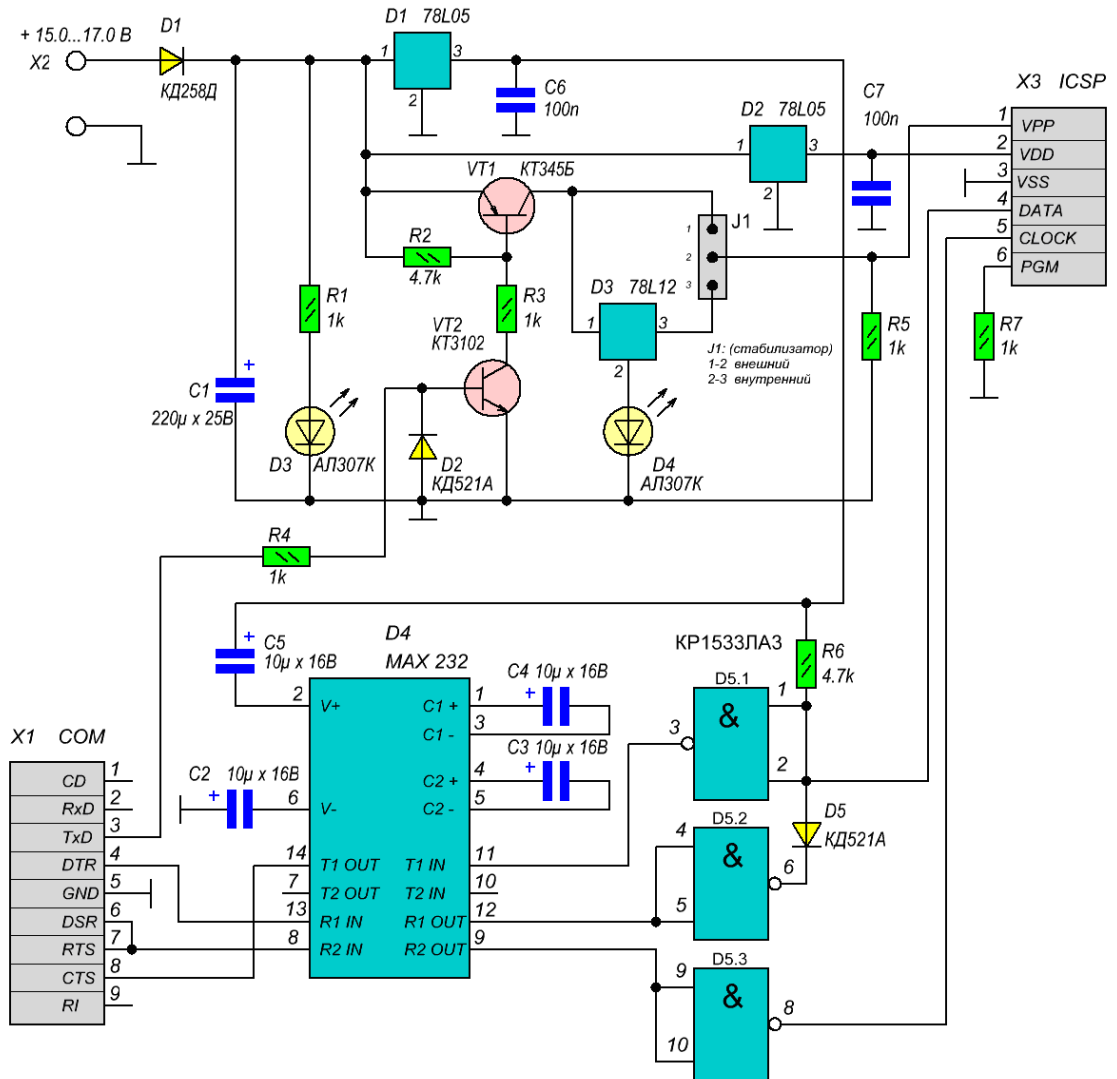 + 15.0...17.0 В
X2
D1
КД258Д
D1 78L05
1
3
2
C6
100n
D2 78L05
1
3
2
C7
100n
X3 ICSP
1 VPP
2 VDD
3 VSS
4 DATA
5 CLOCK
6 PGM
VT1 КТ345Б
R2
4.7k
R1
1k
R3
1k
VT2
КТ3102
J1
1
2
3
D3 78L12
1
3
2
J1: (стабилизатор)
1-2 внешний
2-3 внутренний
R5
1k
R7
1k
C1
220µ x 25В
+
D3 АЛ307К
D2
КД521А
D4
АЛ307К
R4
1k
+
C5
10µ x 16В
D4
MAX 232
2 V+
6 V-
14 T1 OUT
7 T2 OUT
13 R1 IN
8 R2 IN
C1 + 1
C1 - 3
C2 + 4
C2 - 5
T1 IN 11
T2 IN 10
R1 OUT 12
R2 OUT 9
C4 10µ x 16В
+
C3 10µ x 16В
+
C2 10µ x 16В
+
X1 COM
CD 1
RxD 2
TxD 3
DTR 4
GND 5
DSR 6
RTS 7
CTS 8
RI 9
КР1533ЛА3
D5.1
&
3
1
2
R6
4.7k
D5
КД521А
D5.2
&
4
5
6
D5.3
&
9
10
8